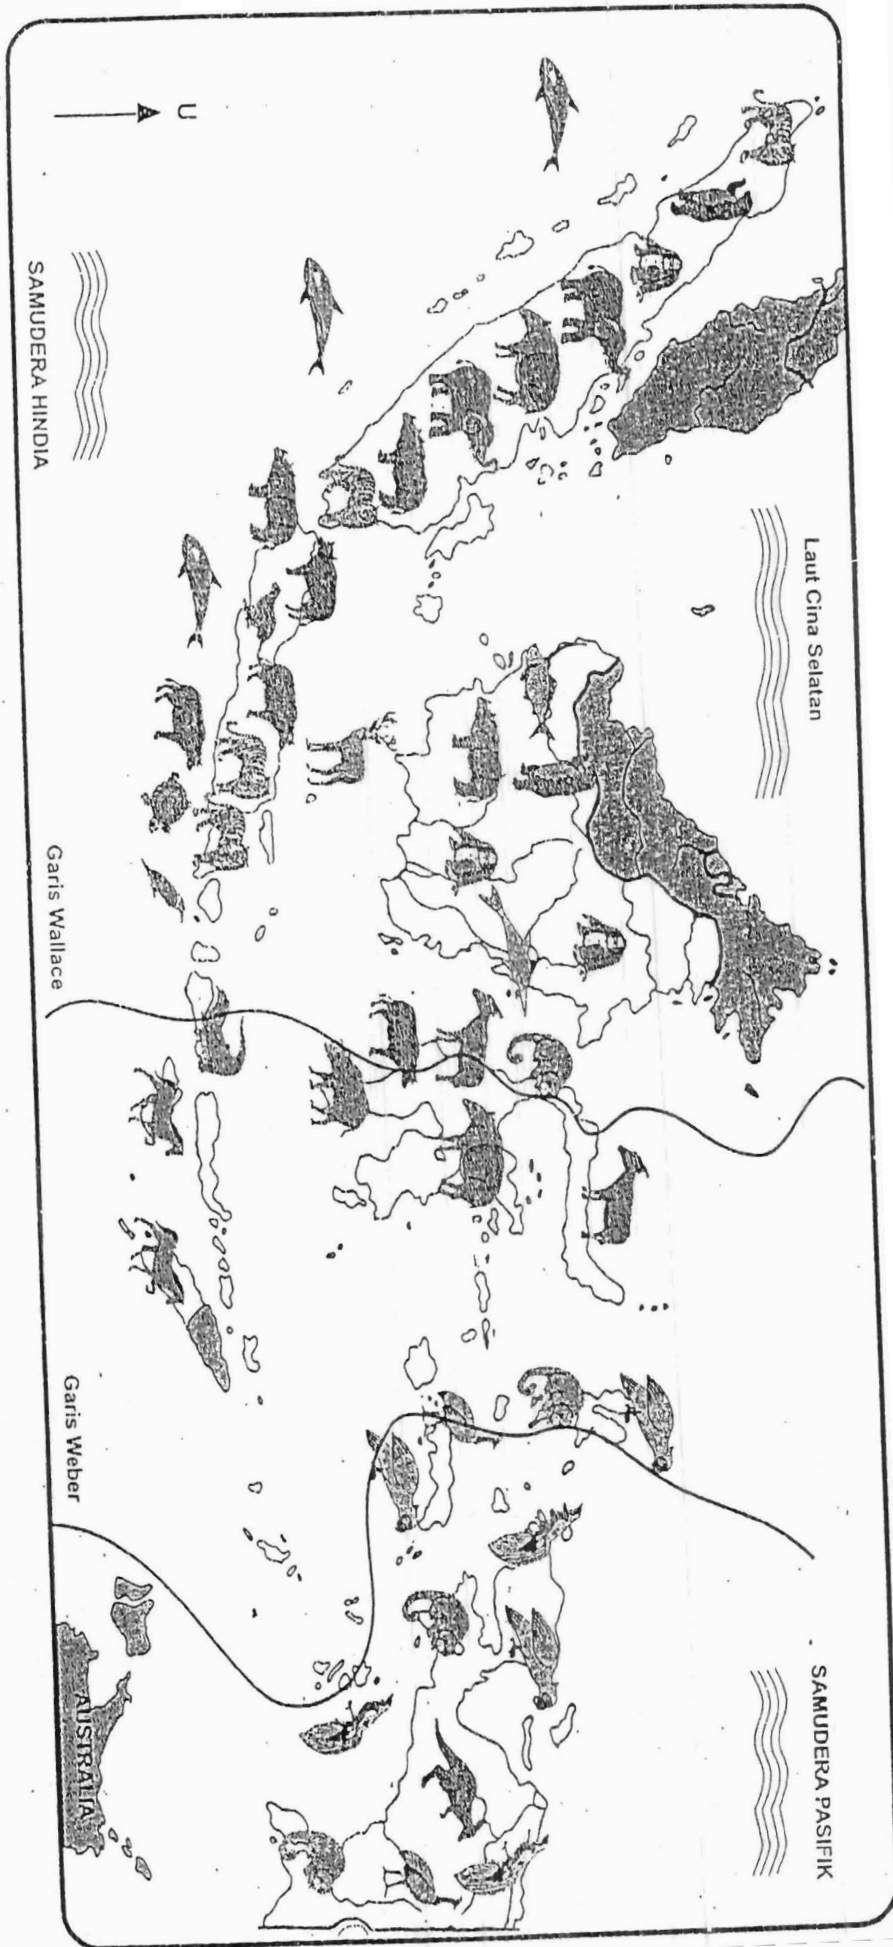 U
Laut Cina Selatan
SAMUDERA PASIFIK
SAMUDERA HINDIA
Garis Wallace
Garis Weber
AUSTRALIA